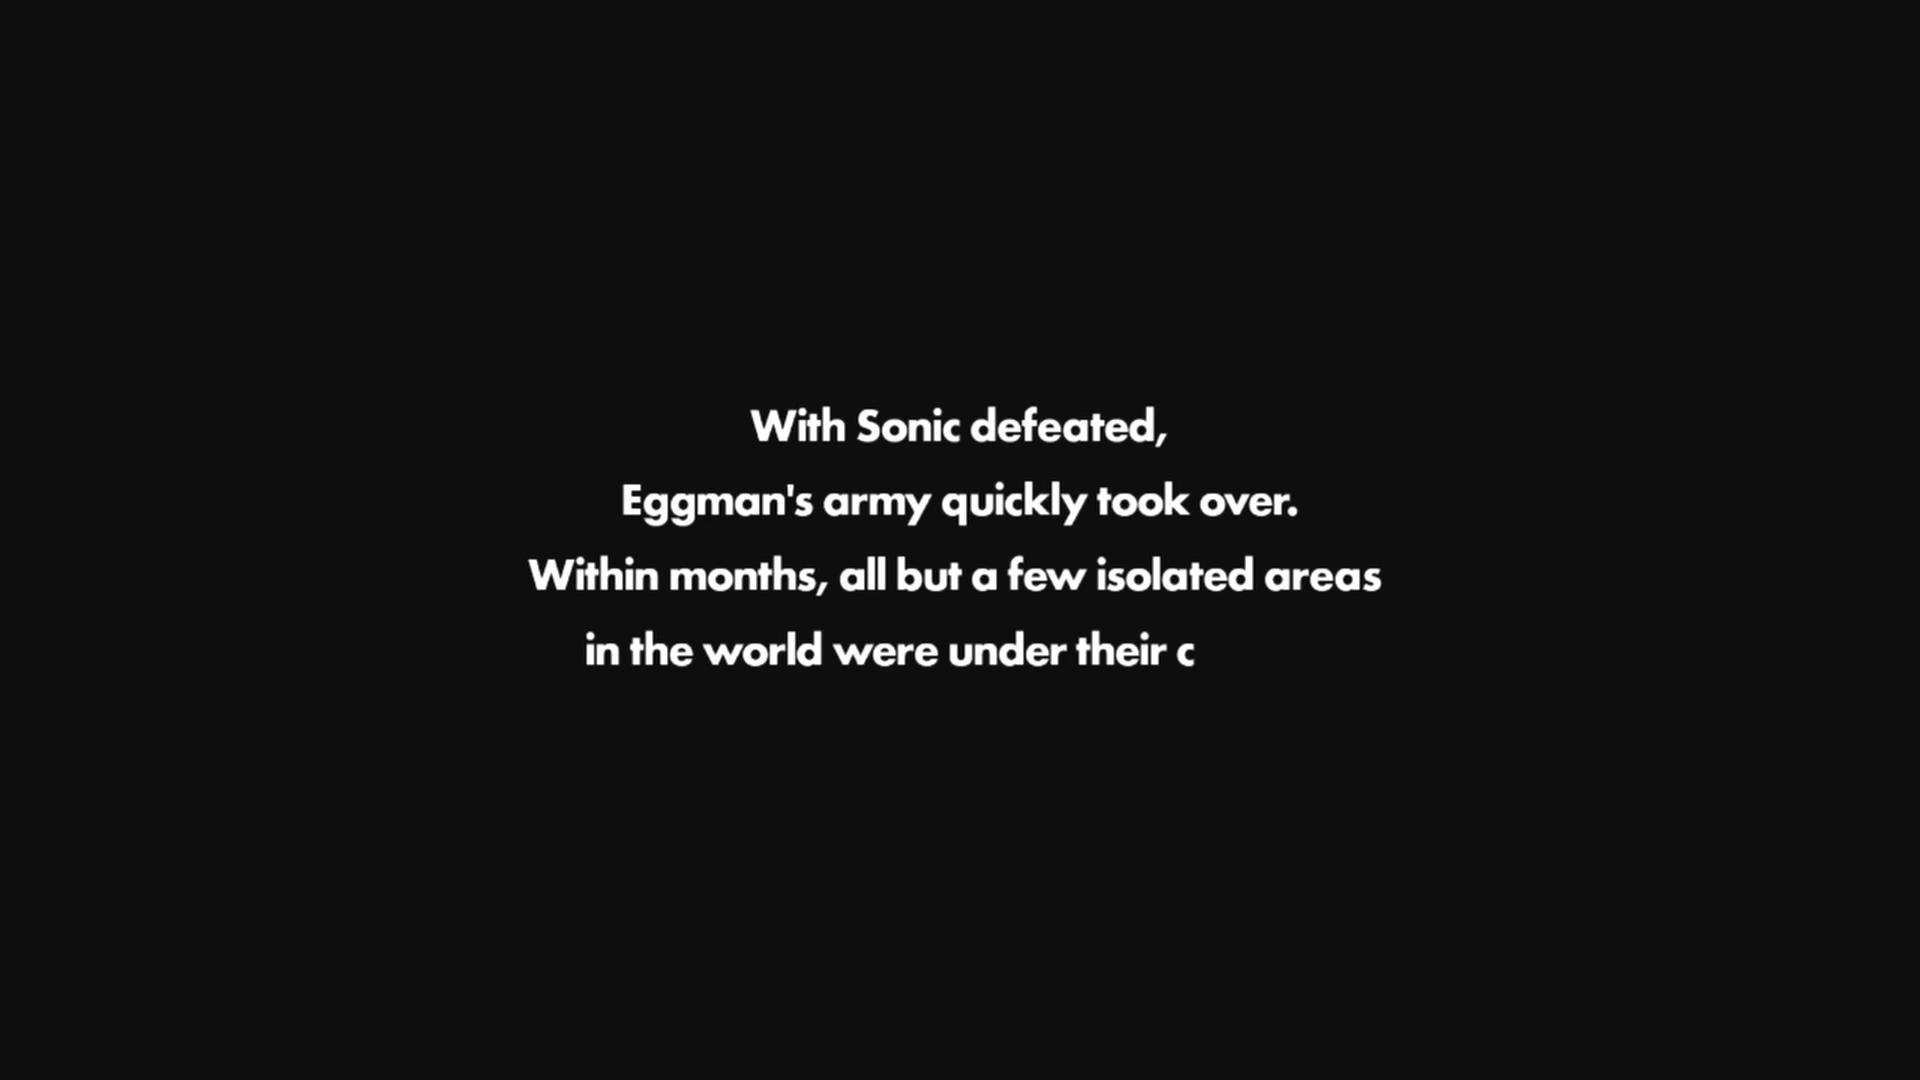 With Sonic defeated,
Eggman's army quickly took over.
Within months, all but a few isolated areas
in the world were under their c